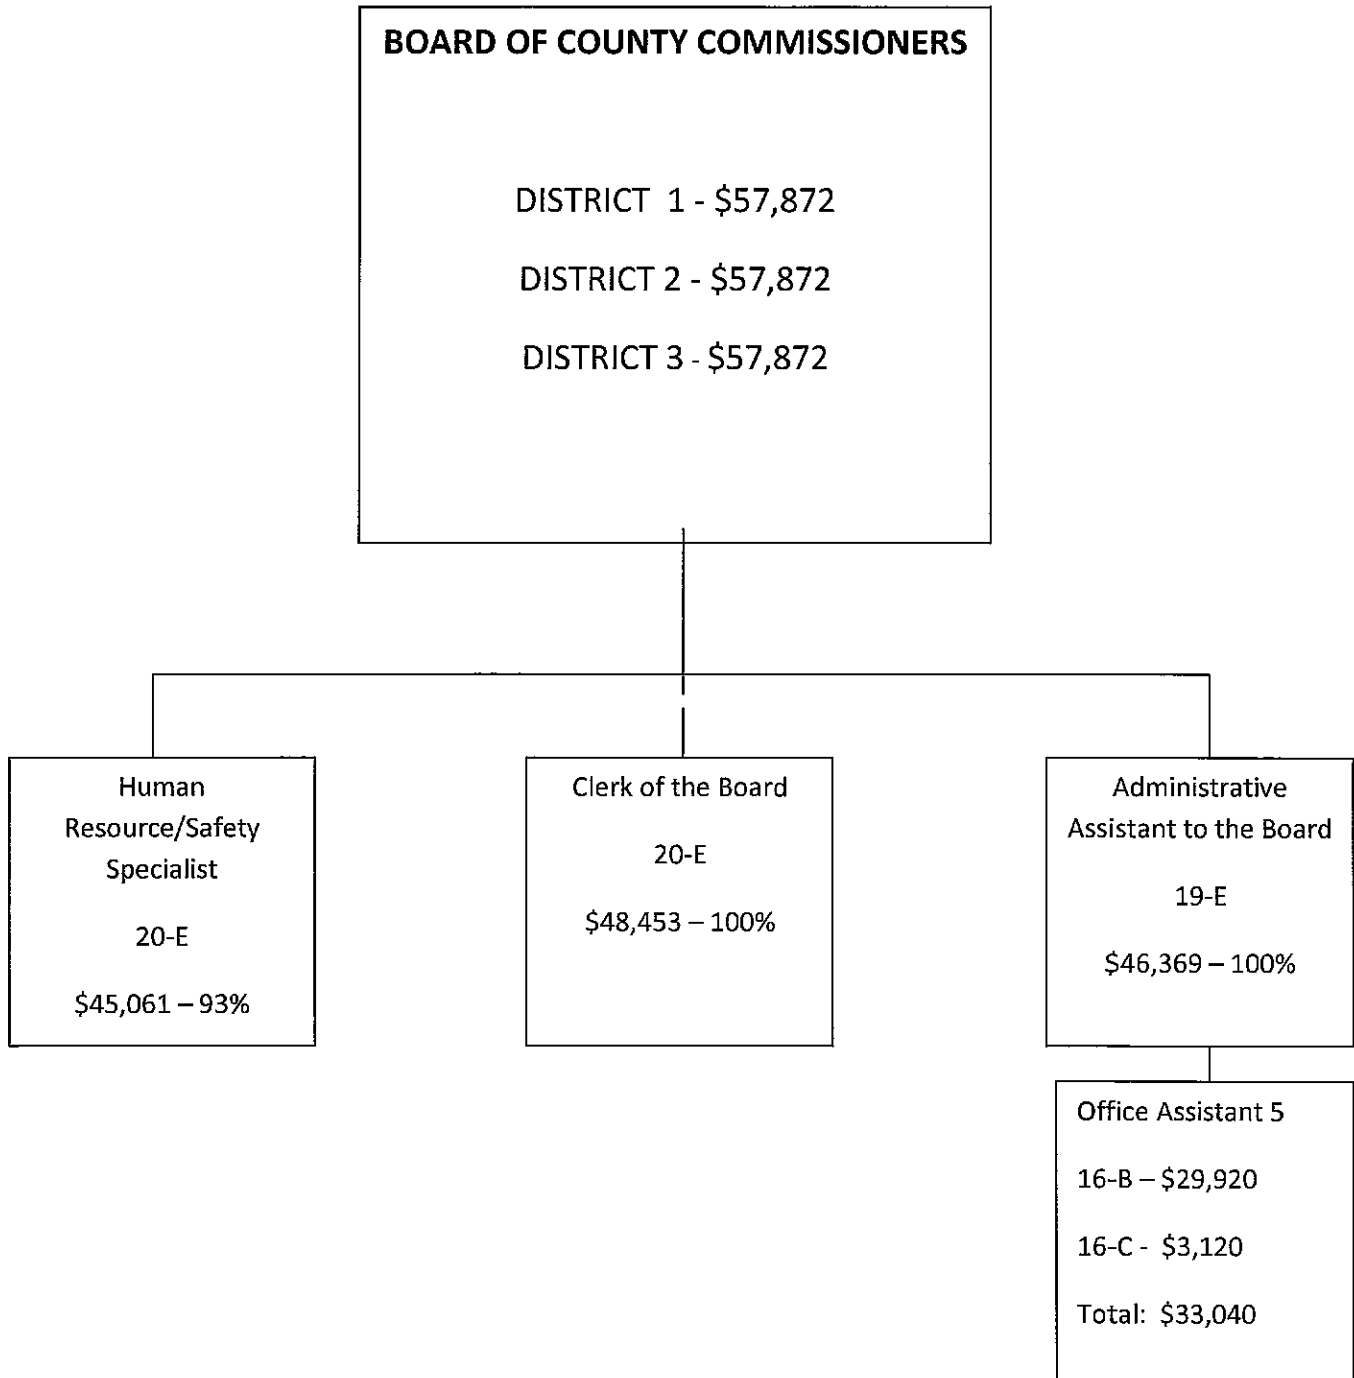 BOARD OF COUNTY COMMISSIONERS
DISTRICT 1 - $57,872
DISTRICT 2 - $57,872
DISTRICT 3 - $57,872
Human
Resource/Safety
Specialist
20-E
$45,061 – 93%
Clerk of the Board
20-E
$48,453 – 100%
Administrative
Assistant to the Board
19-E
$46,369 – 100%
Office Assistant 5
16-B – $29,920
16-C - $3,120
Total: $33,040